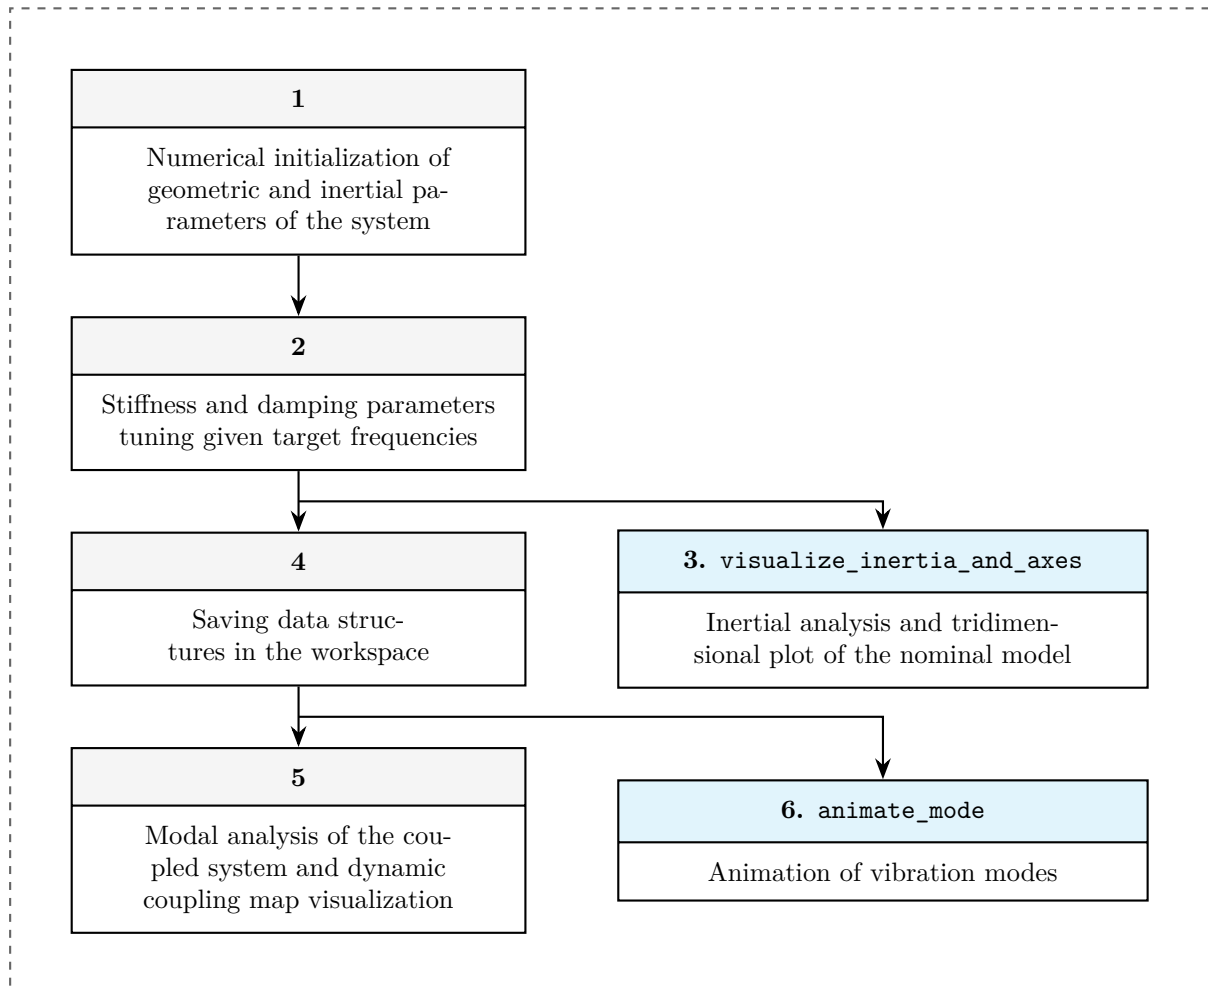 1
Numerical initialization of
geometric and inertial pa-
rameters of the system
2
Stiffness and damping parameters
tuning given target frequencies
4
Saving data struc-
tures in the workspace
3. visualize_inertia_and_axes
Inertial analysis and tridimen-
sional plot of the nominal model
5
Modal analysis of the cou-
pled system and dynamic
coupling map visualization
6. animate_mode
Animation of vibration modes